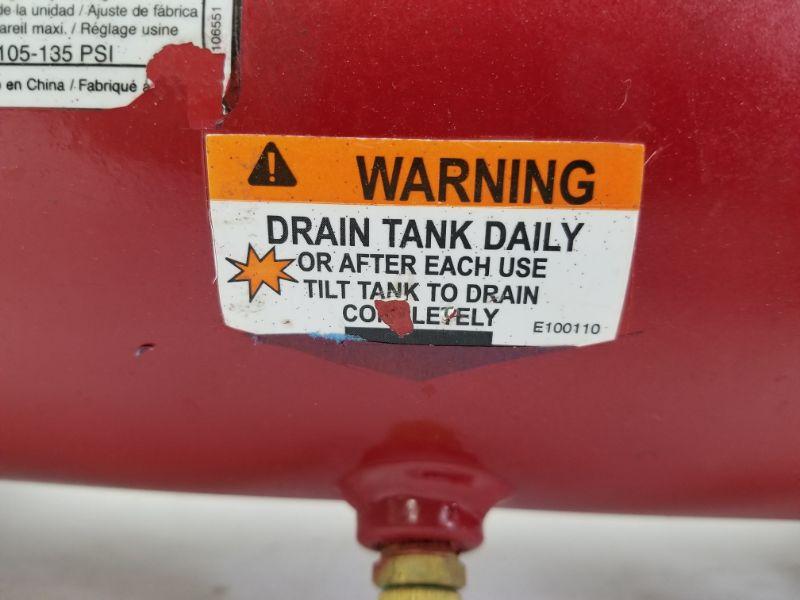 de la unidad / Ajuste de fábrica
areil maxi. / Réglage usine
105-135 PSI
en China / Fabriqué
106551
WARNING
DRAIN TANK DAILY
OR AFTER EACH USE
TILT TANK TO DRAIN
COMPLETELY
E100110